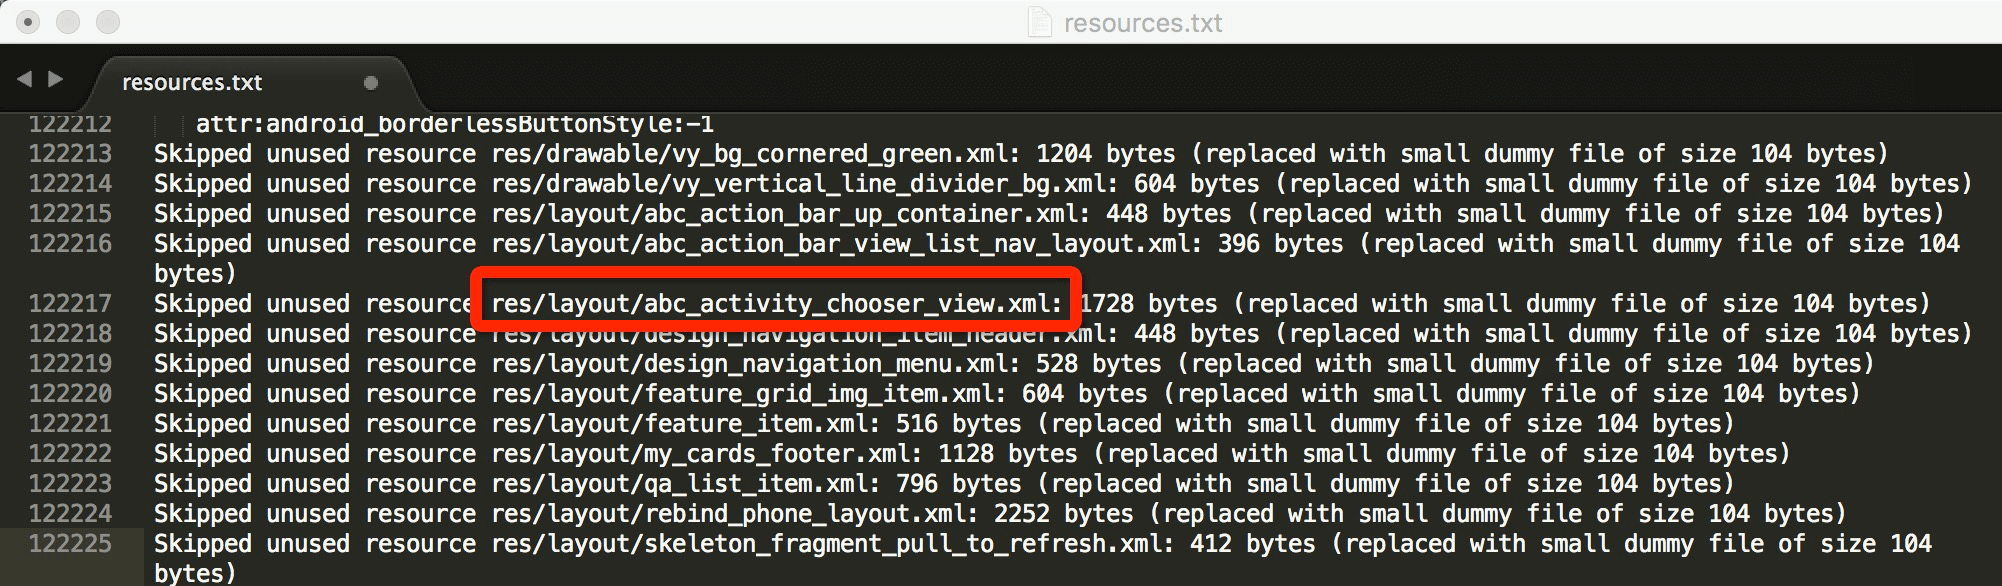 resources.txt
resources.txt
122212 attr:android_borderlessButtonStyle:-1
122213 Skipped unused resource res/drawable/vy_bg_cornered_green.xml: 1204 bytes (replaced with small dummy file of size 104 bytes)
122214 Skipped unused resource res/drawable/vy_vertical_line_divider_bg.xml: 604 bytes (replaced with small dummy file of size 104 bytes)
122215 Skipped unused resource res/layout/abc_action_bar_up_container.xml: 448 bytes (replaced with small dummy file of size 104 bytes)
122216 Skipped unused resource res/layout/abc_action_bar_view_list_nav_layout.xml: 396 bytes (replaced with small dummy file of size 104
bytes)
122217 Skipped unused resource res/layout/abc_activity_chooser_view.xml: 1728 bytes (replaced with small dummy file of size 104 bytes)
122218 Skipped unused resource res/layout/design_navigation_item_header.xml: 448 bytes (replaced with small dummy file of size 104 bytes)
122219 Skipped unused resource res/layout/design_navigation_menu.xml: 528 bytes (replaced with small dummy file of size 104 bytes)
122220 Skipped unused resource res/layout/feature_grid_img_item.xml: 604 bytes (replaced with small dummy file of size 104 bytes)
122221 Skipped unused resource res/layout/feature_item.xml: 516 bytes (replaced with small dummy file of size 104 bytes)
122222 Skipped unused resource res/layout/my_cards_footer.xml: 1128 bytes (replaced with small dummy file of size 104 bytes)
122223 Skipped unused resource res/layout/qa_list_item.xml: 796 bytes (replaced with small dummy file of size 104 bytes)
122224 Skipped unused resource res/layout/rebind_phone_layout.xml: 2252 bytes (replaced with small dummy file of size 104 bytes)
122225 Skipped unused resource res/layout/skeleton_fragment_pull_to_refresh.xml: 412 bytes (replaced with small dummy file of size 104
bytes)